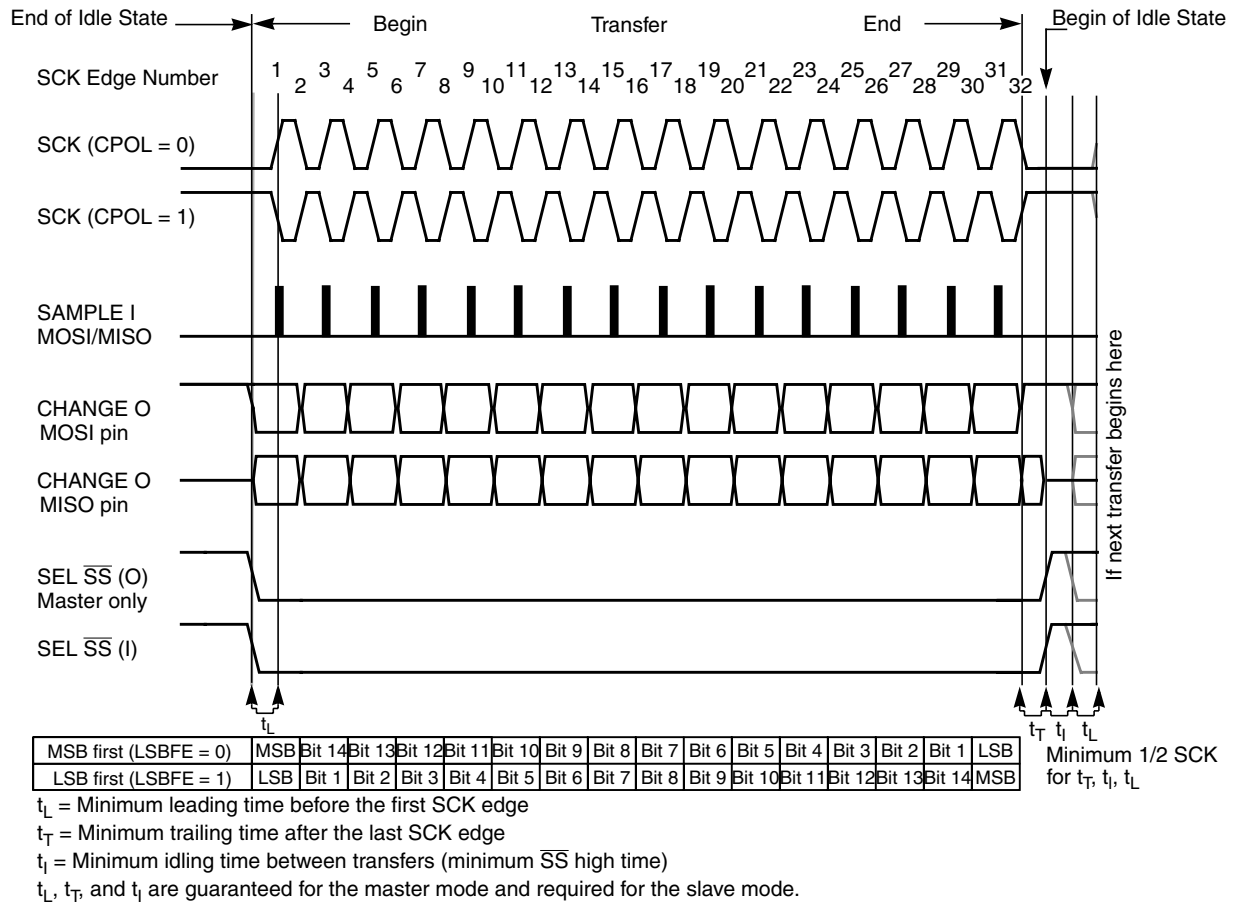 End of Idle State
Begin
Transfer
End
Begin of Idle State
SCK Edge Number
1 2 3 4 5 6 7 8 9 10 11 12 13 14 15 16 17 18 19 20 21 22 23 24 25 26 27 28 29 30 31 32
SCK (CPOL = 0)
SCK (CPOL = 1)
SAMPLE I
MOSI/MISO
CHANGE O
MOSI pin
CHANGE O
MISO pin
SEL SS (O)
Master only
SEL SS (I)
If next transfer begins here
tL
tT tI tL
MSB first (LSBFE = 0) MSB Bit 14 Bit 13 Bit 12 Bit 11 Bit 10 Bit 9 Bit 8 Bit 7 Bit 6 Bit 5 Bit 4 Bit 3 Bit 2 Bit 1 LSB
LSB first (LSBFE = 1) LSB Bit 1 Bit 2 Bit 3 Bit 4 Bit 5 Bit 6 Bit 7 Bit 8 Bit 9 Bit 10 Bit 11 Bit 12 Bit 13 Bit 14 MSB
Minimum 1/2 SCK
for tT, tI, tL
tL = Minimum leading time before the first SCK edge
tT = Minimum trailing time after the last SCK edge
tI = Minimum idling time between transfers (minimum SS high time)
tL, tT, and tI are guaranteed for the master mode and required for the slave mode.